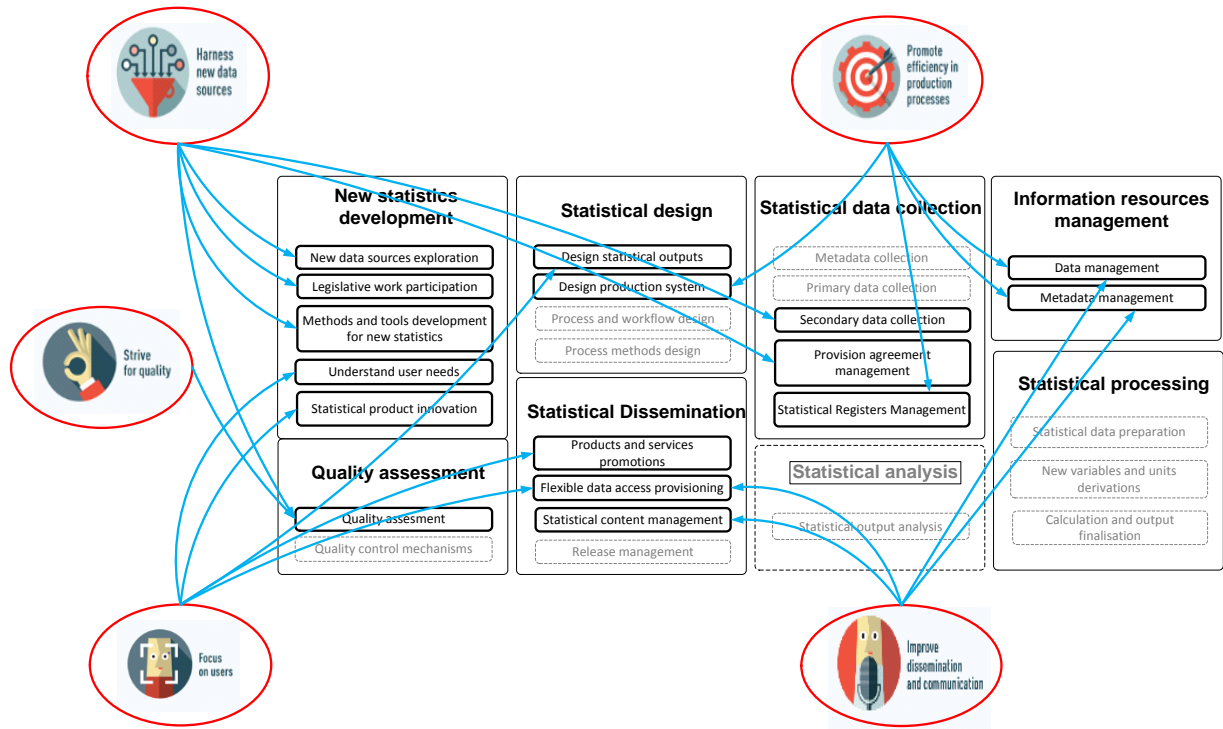 Harness
new data
sources
Promote
efficiency in
production
processes
New statistics
development
New data sources exploration
Legislative work participation
Methods and tools development
for new statistics
Understand user needs
Statistical product innovation
Statistical design
Design statistical outputs
Design production system
Process and workflow design
Process methods design
Statistical data collection
Metadata collection
Primary data collection
Secondary data collection
Provision agreement
management
Statistical Registers Management
Information resources
management
Data management
Metadata management
Strive
for quality
Quality assessment
Quality assesment
Quality control mechanisms
Statistical Dissemination
Products and services
promotions
Flexible data access provisioning
Statistical content management
Release management
Statistical analysis
Statistical output analysis
Statistical processing
Statistical data preparation
New variables and units
derivations
Calculation and output
finalisation
Focus
on users
Improve
dissemination
and communication